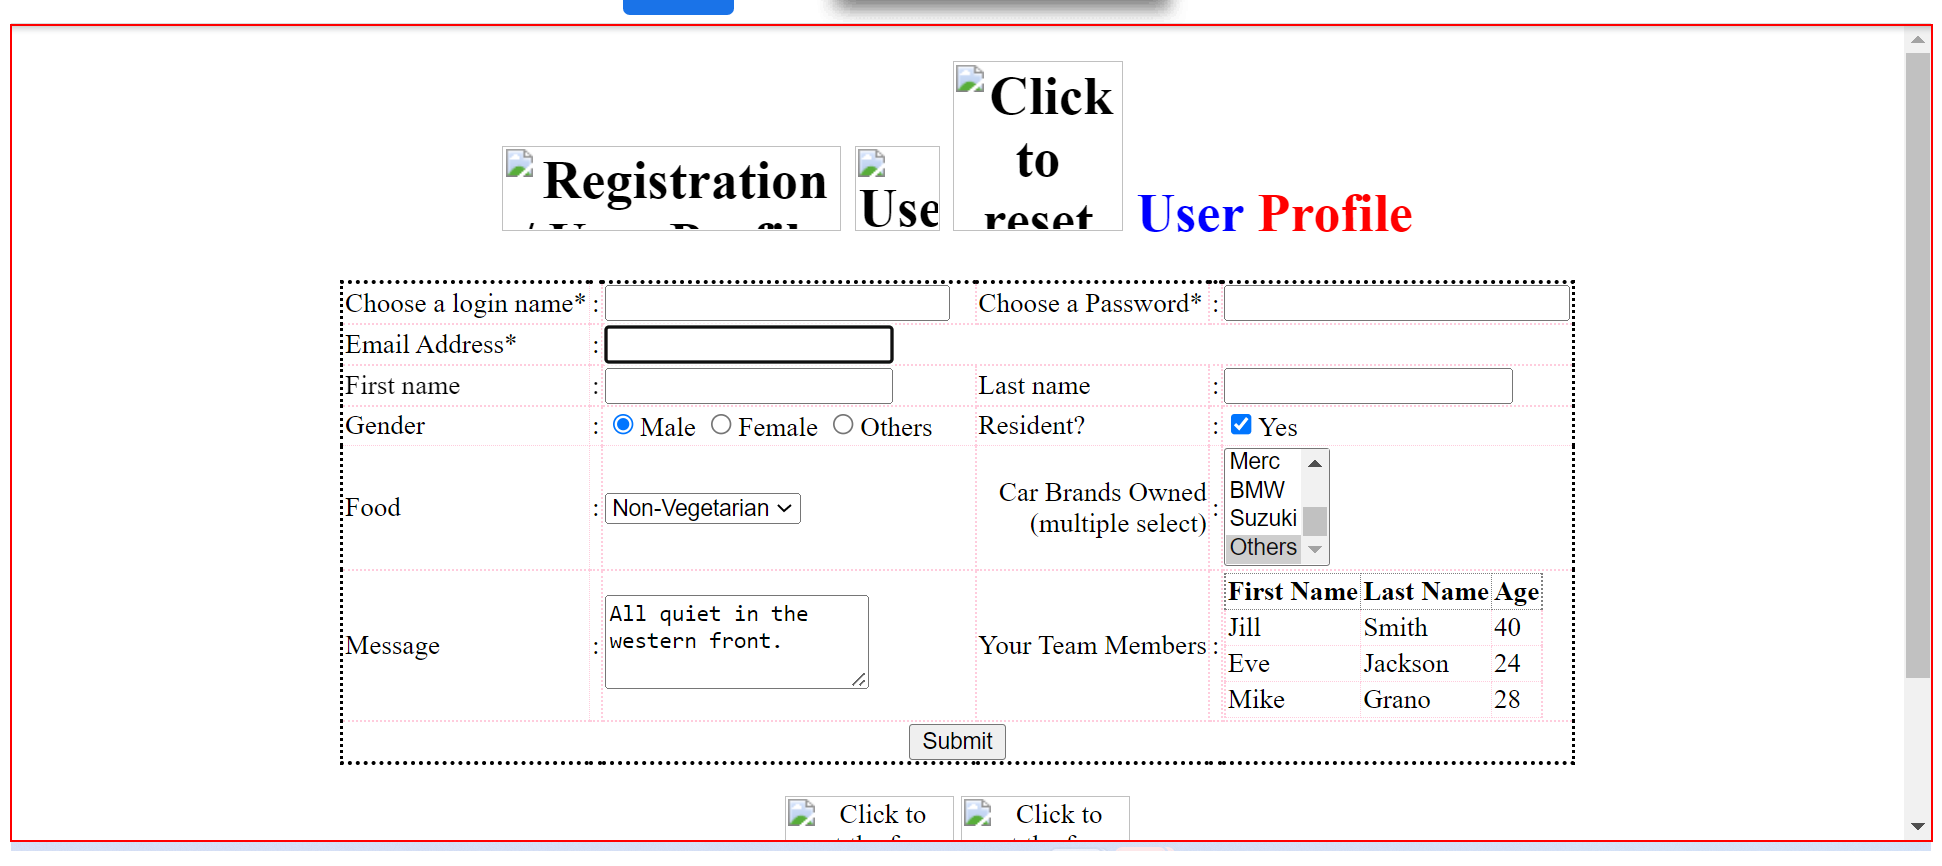 Click
to
reset
Registration
Use
User Profile
Choose a login name* :
Choose a Password* :
Email Address* :
First name :
Last name :
Gender : Male Female Others
Resident? : Yes
Food : Non-Vegetarian
Car Brands Owned
(multiple select) :
Merc
BMW
Suzuki
Others
Message :
All quiet in the
western front.
Your Team Members :
First Name Last Name Age
Jill Smith 40
Eve Jackson 24
Mike Grano 28
Submit
Click to
Click to